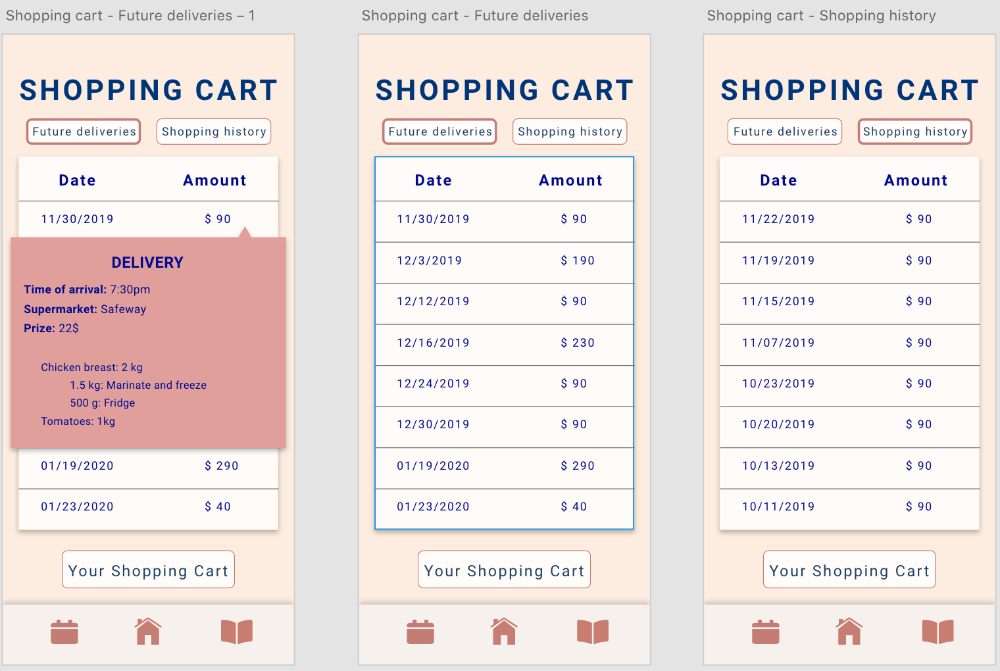 Shopping cart - Future deliveries – 1
SHOPPING CART
Future deliveries
Shopping history
Date Amount
11/30/2019 $ 90
DELIVERY
Time of arrival: 7:30pm
Supermarket: Safeway
Prize: 22$
Chicken breast: 2 kg
1.5 kg: Marinate and freeze
500 g: Fridge
Tomatoes: 1kg
01/19/2020 $ 290
01/23/2020 $ 40
Your Shopping Cart
Shopping cart - Future deliveries
SHOPPING CART
Future deliveries
Shopping history
Date Amount
11/30/2019 $ 90
12/3/2019 $ 190
12/12/2019 $ 90
12/16/2019 $ 230
12/24/2019 $ 90
12/30/2019 $ 90
01/19/2020 $ 290
01/23/2020 $ 40
Your Shopping Cart
Shopping cart - Shopping history
SHOPPING CART
Future deliveries
Shopping history
Date Amount
11/22/2019 $ 90
11/19/2019 $ 90
11/15/2019 $ 90
11/07/2019 $ 90
10/23/2019 $ 90
10/20/2019 $ 90
10/13/2019 $ 90
10/11/2019 $ 90
Your Shopping Cart